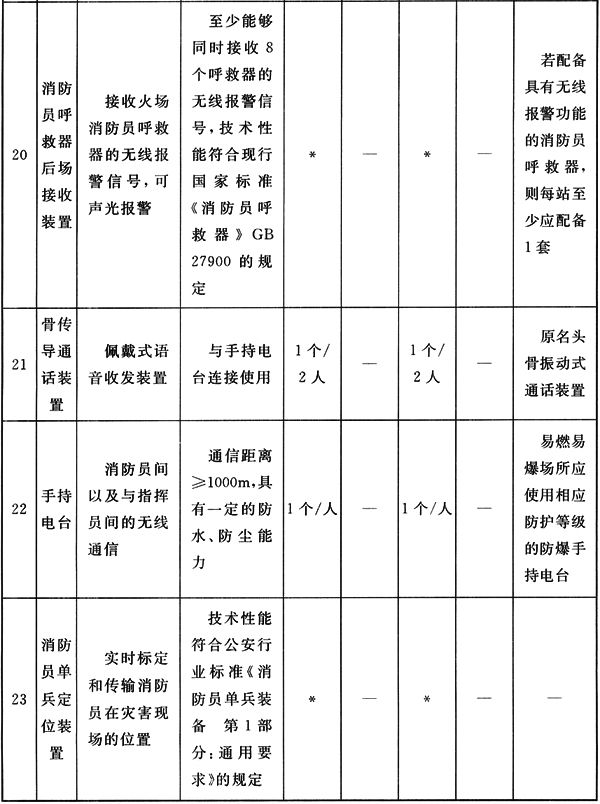 20
消防
员呼
救器
后场
接收
装置
接收火场
消防员呼救
器的无线报
警信号,可
声光报警
至少能够
同时接收 8
个呼救器的
无线报警信
号,技术性
能符合现行
国家标准
《消防员呼
救器》GB
27900 的规
定
*
—
*
—
若配备
具有无线
报警功能
的消防员
呼救器,
则每站至
少应配备
1套
21
骨传
导通
话装
置
佩戴式语
音收发装置
与手持电
台连接使用
1个/
2人
—
1个/
2人
—
原名头
骨振动式
通话装置
22
手持
电台
消防员间
以及与指挥
员间的无线
通信
通信距离
≥1000m,具
有一定的防
水、防尘能
力
1个/人
—
1个/人
—
易燃易
爆场所应
使用相应
防护等级
的防爆手
持电台
23
消防
员单
兵定
位装
置
实时标定
和传输消防
员在灾害现
场的位置
技术性能
符合公安行
业标准《消
防员单兵装
备 第1部
分:通用要
求》的规定
*
—
*
—
—